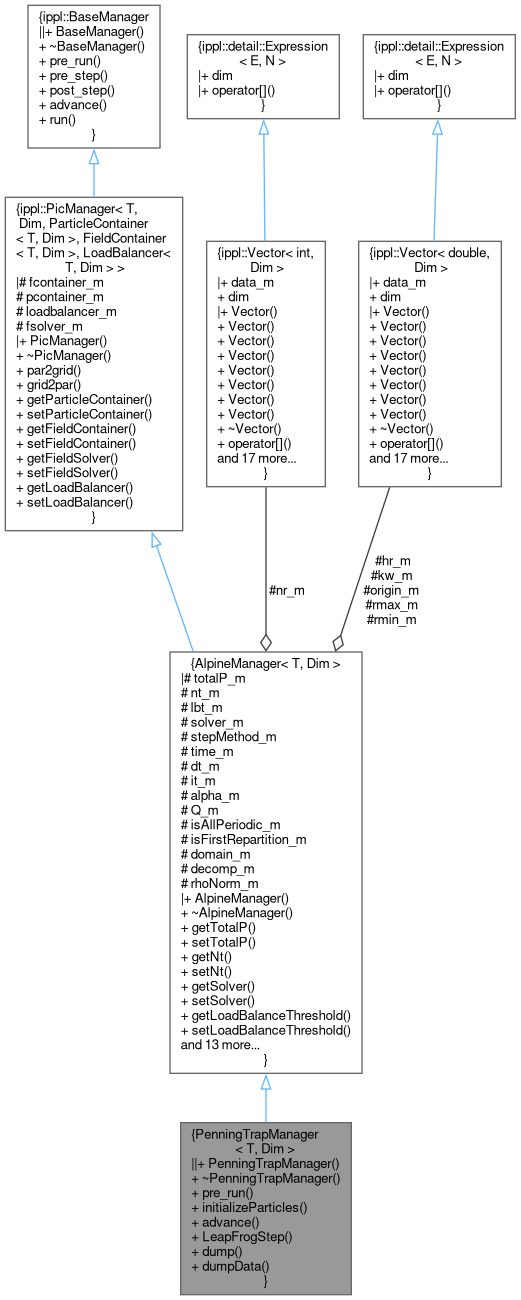 {ippl::BaseManager
||+ BaseManager()
+ ~BaseManager()
+ pre_run()
+ pre_step()
+ post_step()
+ advance()
+ run()
}
{ippl::detail::Expression
< E, N >
|+ dim
|+ operator[]()
}
{ippl::detail::Expression
< E, N >
|+ dim
|+ operator[]()
}
{ippl::PicManager< T,
Dim, ParticleContainer
< T, Dim >, FieldContainer
< T, Dim >, LoadBalancer<
T, Dim > >
|# fcontainer_m
# pcontainer_m
# loadbalancer_m
# fsolver_m
|+ PicManager()
+ ~PicManager()
+ par2grid()
+ grid2par()
+ getParticleContainer()
+ setParticleContainer()
+ getFieldContainer()
+ setFieldContainer()
+ getFieldSolver()
+ setFieldSolver()
+ getLoadBalancer()
+ setLoadBalancer()
}
{ippl::Vector< int,
Dim >
|+ data_m
+ dim
|+ Vector()
+ Vector()
+ Vector()
+ Vector()
+ Vector()
+ Vector()
+ Vector()
+ Vector()
+ ~Vector()
+ operator[]()
and 17 more...
}
{ippl::Vector< double,
Dim >
|+ data_m
+ dim
|+ Vector()
+ Vector()
+ Vector()
+ Vector()
+ Vector()
+ Vector()
+ Vector()
+ Vector()
+ ~Vector()
+ operator[]()
and 17 more...
}
#nr_m
#hr_m
#kw_m
#origin_m
#rmax_m
#rmin_m
{AlpineManager< T, Dim >
|# totalP_m
# nt_m
# lbt_m
# solver_m
# stepMethod_m
# time_m
# dt_m
# it_m
# alpha_m
# Q_m
# isAllPeriodic_m
# isFirstRepartition_m
# domain_m
# decomp_m
# rhoNorm_m
|+ AlpineManager()
+ ~AlpineManager()
+ getTotalP()
+ setTotalP()
+ getNt()
+ setNt()
+ getSolver()
+ setSolver()
+ getLoadBalanceThreshold()
+ setLoadBalanceThreshold()
and 13 more...
}
{PenningTrapManager
< T, Dim >
||+ PenningTrapManager()
+ ~PenningTrapManager()
+ pre_run()
+ initializeParticles()
+ advance()
+ LeapFrogStep()
+ dump()
+ dumpData()
}